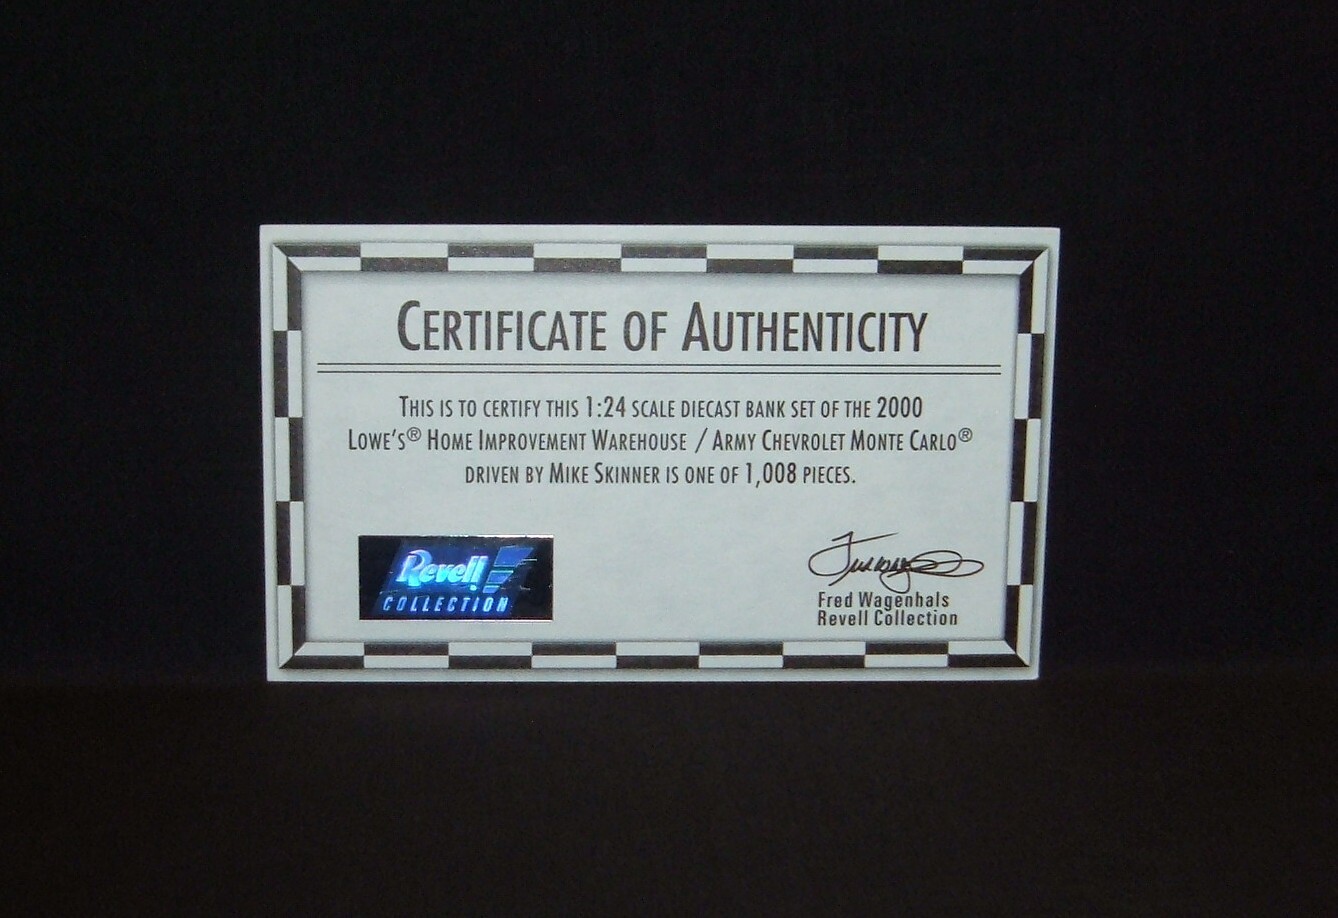 CERTIFICATE OF AUTHENTICITY
THIS IS TO CERTIFY THIS 1:24 SCALE DIECAST BANK SET OF THE 2000
LOWE'S® HOME IMPROVEMENT WAREHOUSE / ARMY CHEVROLET MONTE CARLO®
DRIVEN BY MIKE SKINNER IS ONE OF 1,008 PIECES.
Revell
COLLECTION
Fred Wagenhals
Revell Collection